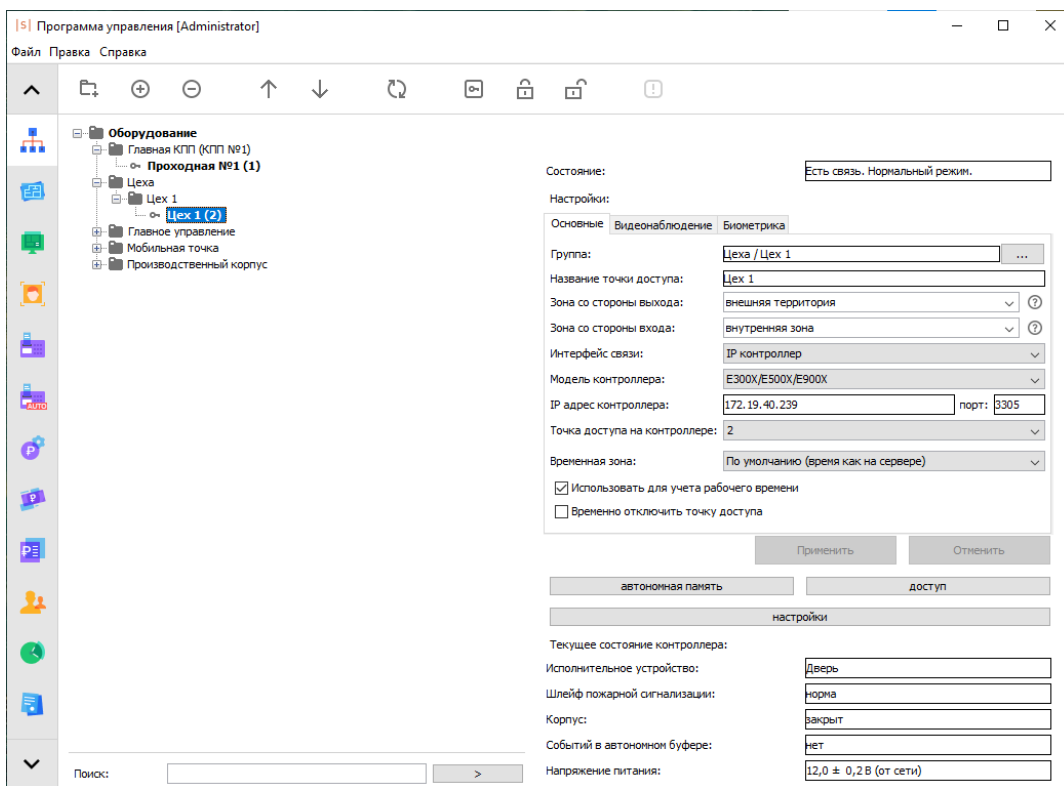 |S| Программа управления [Administrator]
Файл Правка Справка
Оборудование
Главная КПП (КПП №1)
Проходная №1 (1)
Цеха
Цех 1
Цех 1 (2)
Главное управление
Мобильная точка
Производственный корпус
AUTO
Поиск:
>
Состояние: Есть связь. Нормальный режим.
Настройки:
Основные Видеонаблюдение Биометрика
Группа: Цеха / Цех 1 ...
Название точки доступа: Цех 1
Зона со стороны выхода: внешняя территория ?
Зона со стороны входа: внутренняя зона ?
Интерфейс связи: IP контроллер
Модель контроллера: E300X/E500X/E900X
IP адрес контроллера: 172.19.40.239 порт: 3305
Точка доступа на контроллере: 2
Временная зона: По умолчанию (время как на сервере)
Использовать для учета рабочего времени
Временно отключить точку доступа
Применить Отменить
автономная память доступ
настройки
Текущее состояние контроллера:
Исполнительное устройство: Дверь
Шлейф пожарной сигнализации: норма
Корпус: закрыт
Событий в автономном буфере: нет
Напряжение питания: 12,0 ± 0,2 В (от сети)